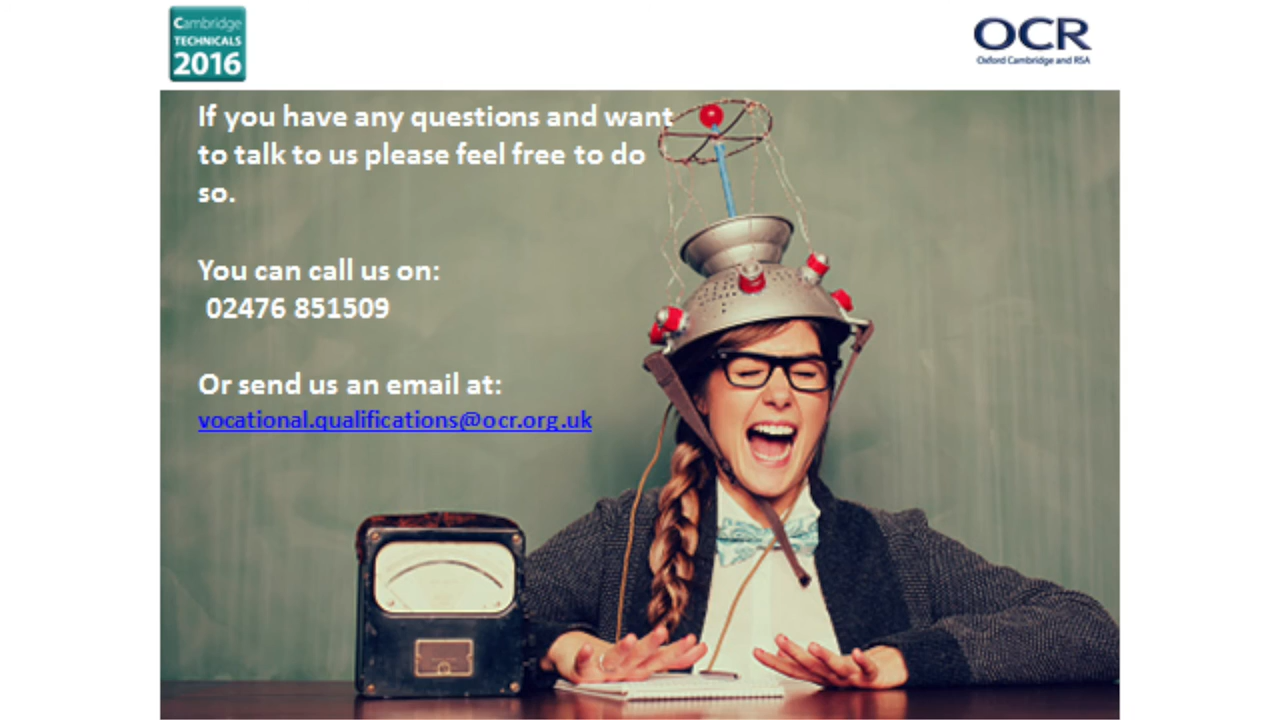 Cambridge
TECHNICALS
2016
OCR
Oxford Cambridge and RSA
If you have any questions and want
to talk to us please feel free to do
so.
You can call us on:
02476 851509
Or send us an email at:
vocational.qualifications@ocr.org.uk